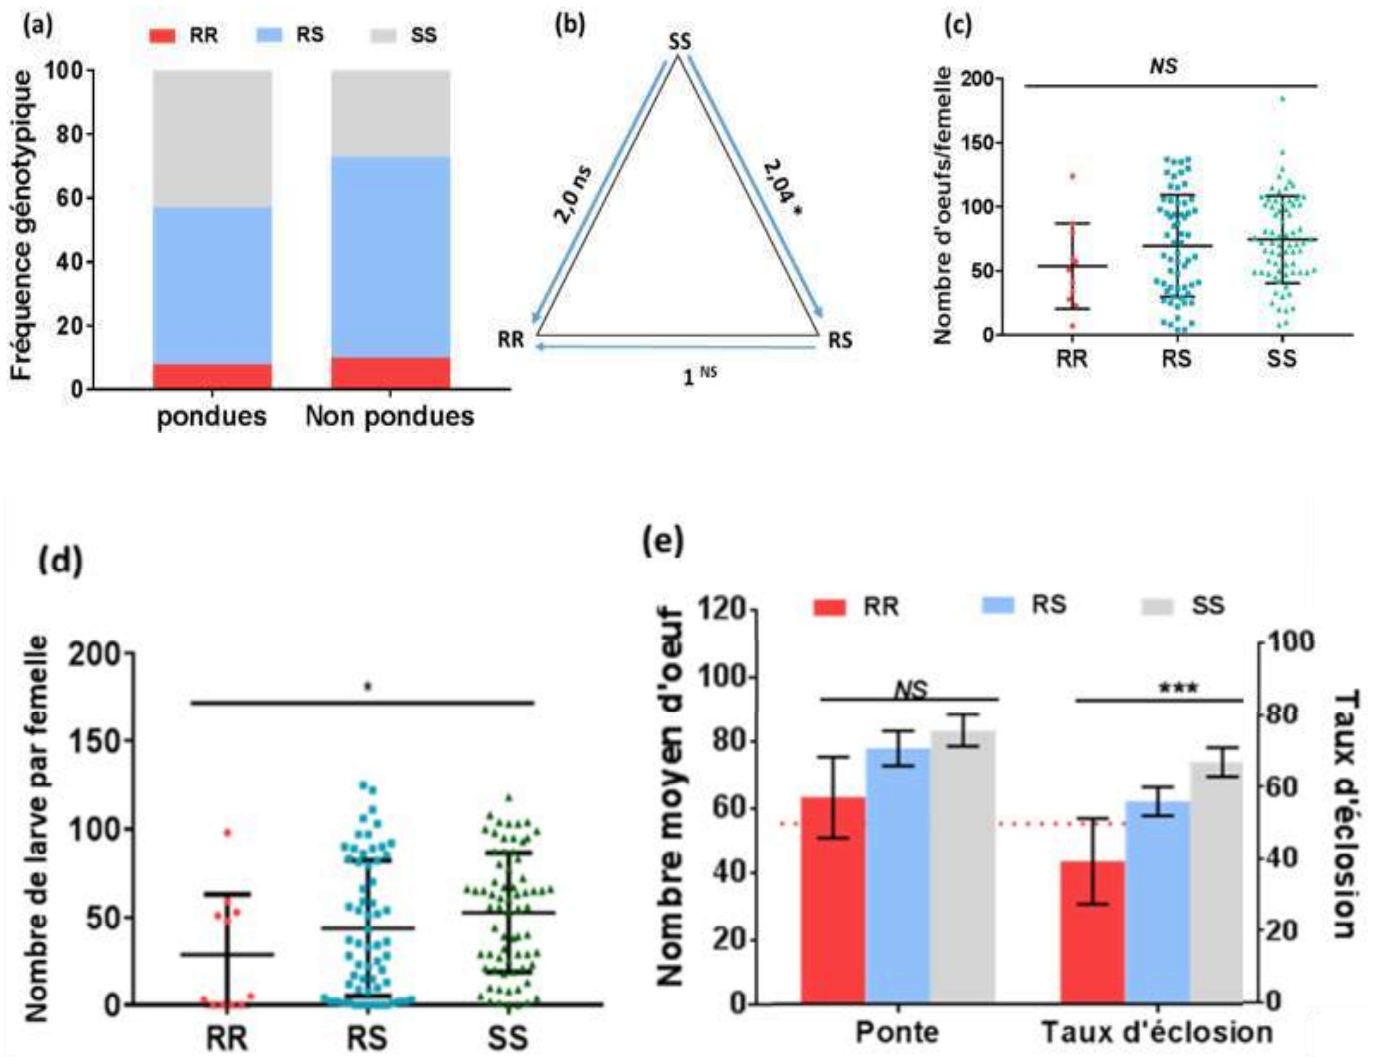 (a)
RR RS SS
Fréquence génotypique
100
80
60
40
20
0
pondues Non pondues
(b)
SS
2,0 ns
2,04 *
RR
RS
1 NS
(c)
NS
Nombre d'oeufs/femelle
200
150
100
50
0
RR RS SS
(d)
*
Nombre de larve par femelle
200
150
100
50
0
RR RS SS
(e)
RR RS SS
Nombre moyen d'oeuf
120
100
80
60
40
20
0
NS
***
100
80
60
40
20
0
Taux d'éclosion
Ponte Taux d'éclosion